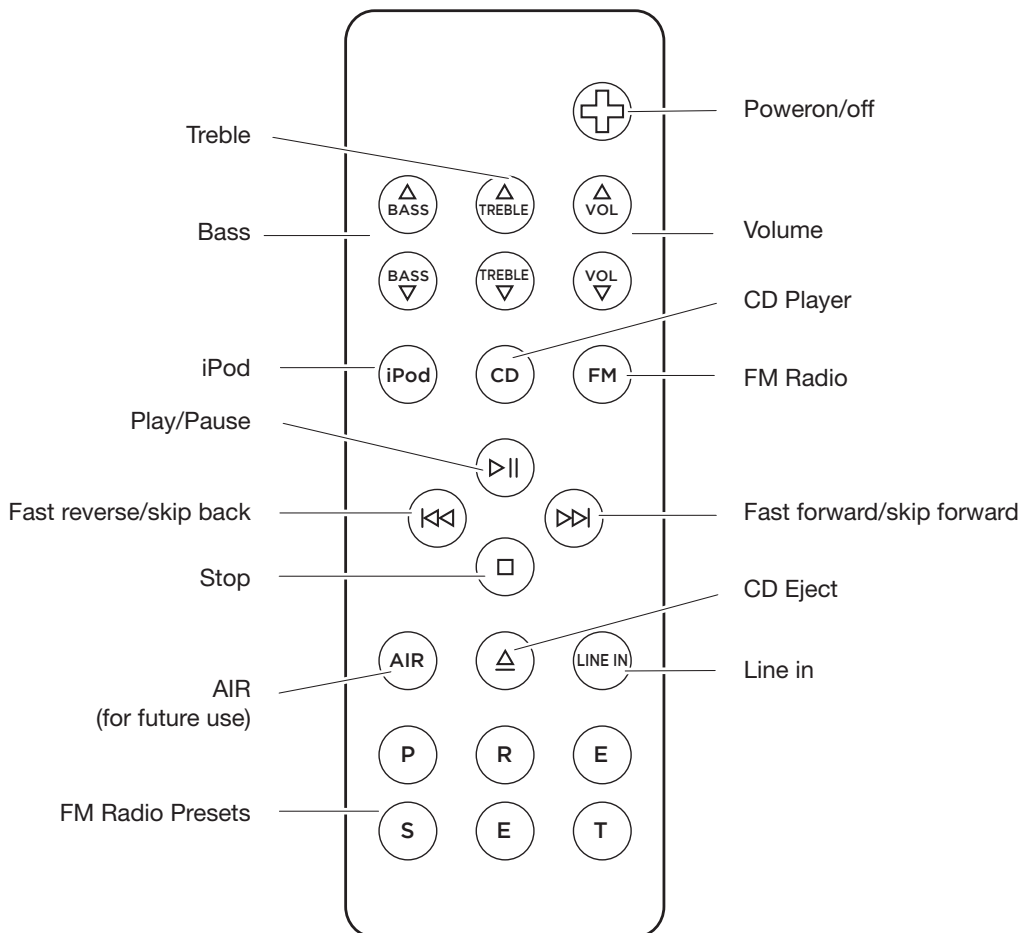 Poweron/off
Treble
BASS TREBLE VOL
Bass
Volume
BASS TREBLE VOL
CD Player
iPod
iPod CD FM
FM Radio
Play/Pause
Fast reverse/skip back
Fast forward/skip forward
Stop
CD Eject
AIR LINE IN
Line in
AIR
(for future use)
P R E
FM Radio Presets
S E T